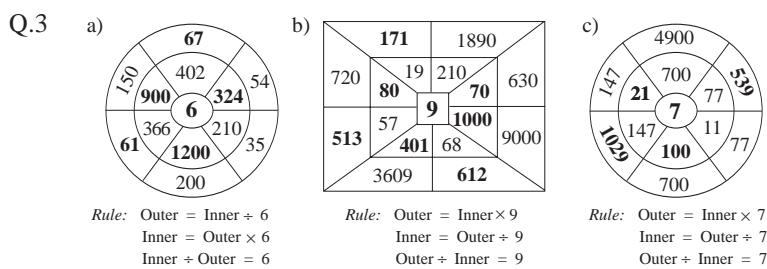 Q.3 a) b) c)
67
150 402 54
900 324
6
366 210
61 35
1200
200
171 1890
720 19 210 630
80 70
9
57 1000
513 9000
401 68
3609 612
4900
147 700 539
21 77
7
147 11
1029 77
100
700
Rule: Outer = Inner ÷ 6
Inner = Outer × 6
Inner ÷ Outer = 6
Rule: Outer = Inner × 9
Inner = Outer ÷ 9
Outer ÷ Inner = 9
Rule: Outer = Inner × 7
Inner = Outer ÷ 7
Outer ÷ Inner = 7